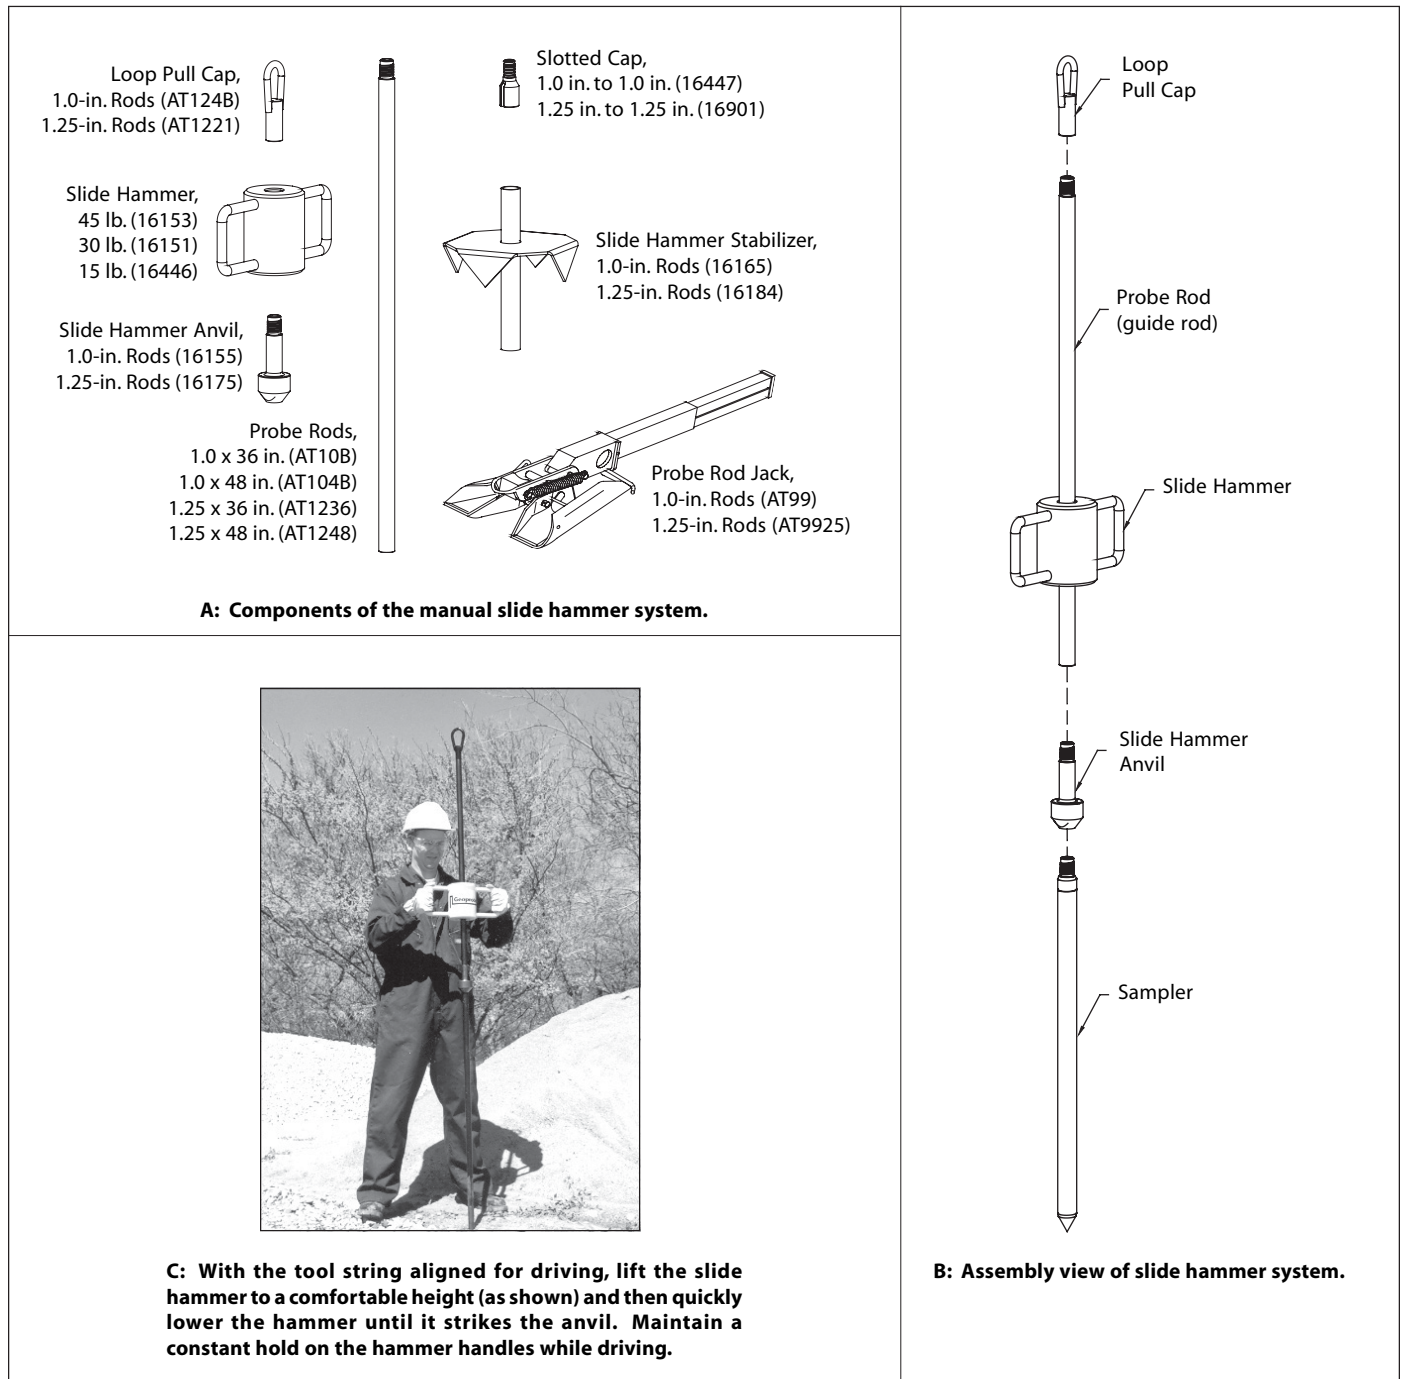 Loop Pull Cap,
1.0-in. Rods (AT124B)
1.25-in. Rods (AT1221)
Slotted Cap,
1.0 in. to 1.0 in. (16447)
1.25 in. to 1.25 in. (16901)
Slide Hammer,
45 lb. (16153)
30 lb. (16151)
15 lb. (16446)
Slide Hammer Stabilizer,
1.0-in. Rods (16165)
1.25-in. Rods (16184)
Slide Hammer Anvil,
1.0-in. Rods (16155)
1.25-in. Rods (16175)
Probe Rods,
1.0 x 36 in. (AT10B)
1.0 x 48 in. (AT104B)
1.25 x 36 in. (AT1236)
1.25 x 48 in. (AT1248)
Probe Rod Jack,
1.0-in. Rods (AT99)
1.25-in. Rods (AT9925)
A: Components of the manual slide hammer system.
C: With the tool string aligned for driving, lift the slide
hammer to a comfortable height (as shown) and then quickly
lower the hammer until it strikes the anvil. Maintain a
constant hold on the hammer handles while driving.
Loop
Pull Cap
Probe Rod
(guide rod)
Slide Hammer
Slide Hammer
Anvil
Sampler
B: Assembly view of slide hammer system.